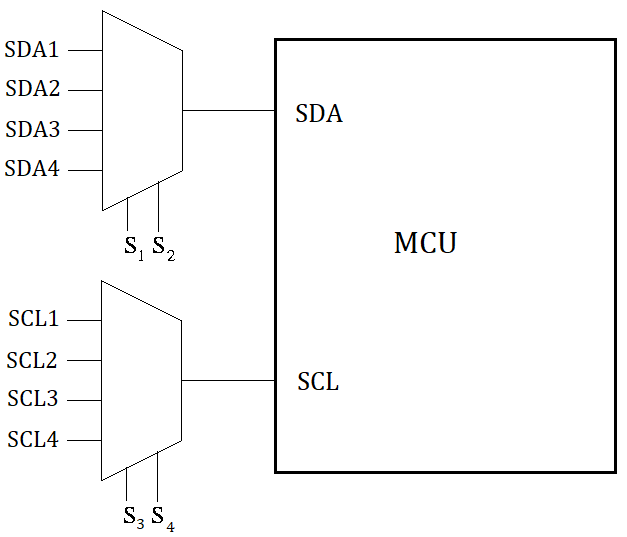 SDA1
SDA2
SDA3
SDA4
S1 S2
SDA
MCU
SCL1
SCL2
SCL3
SCL4
S3 S4
SCL